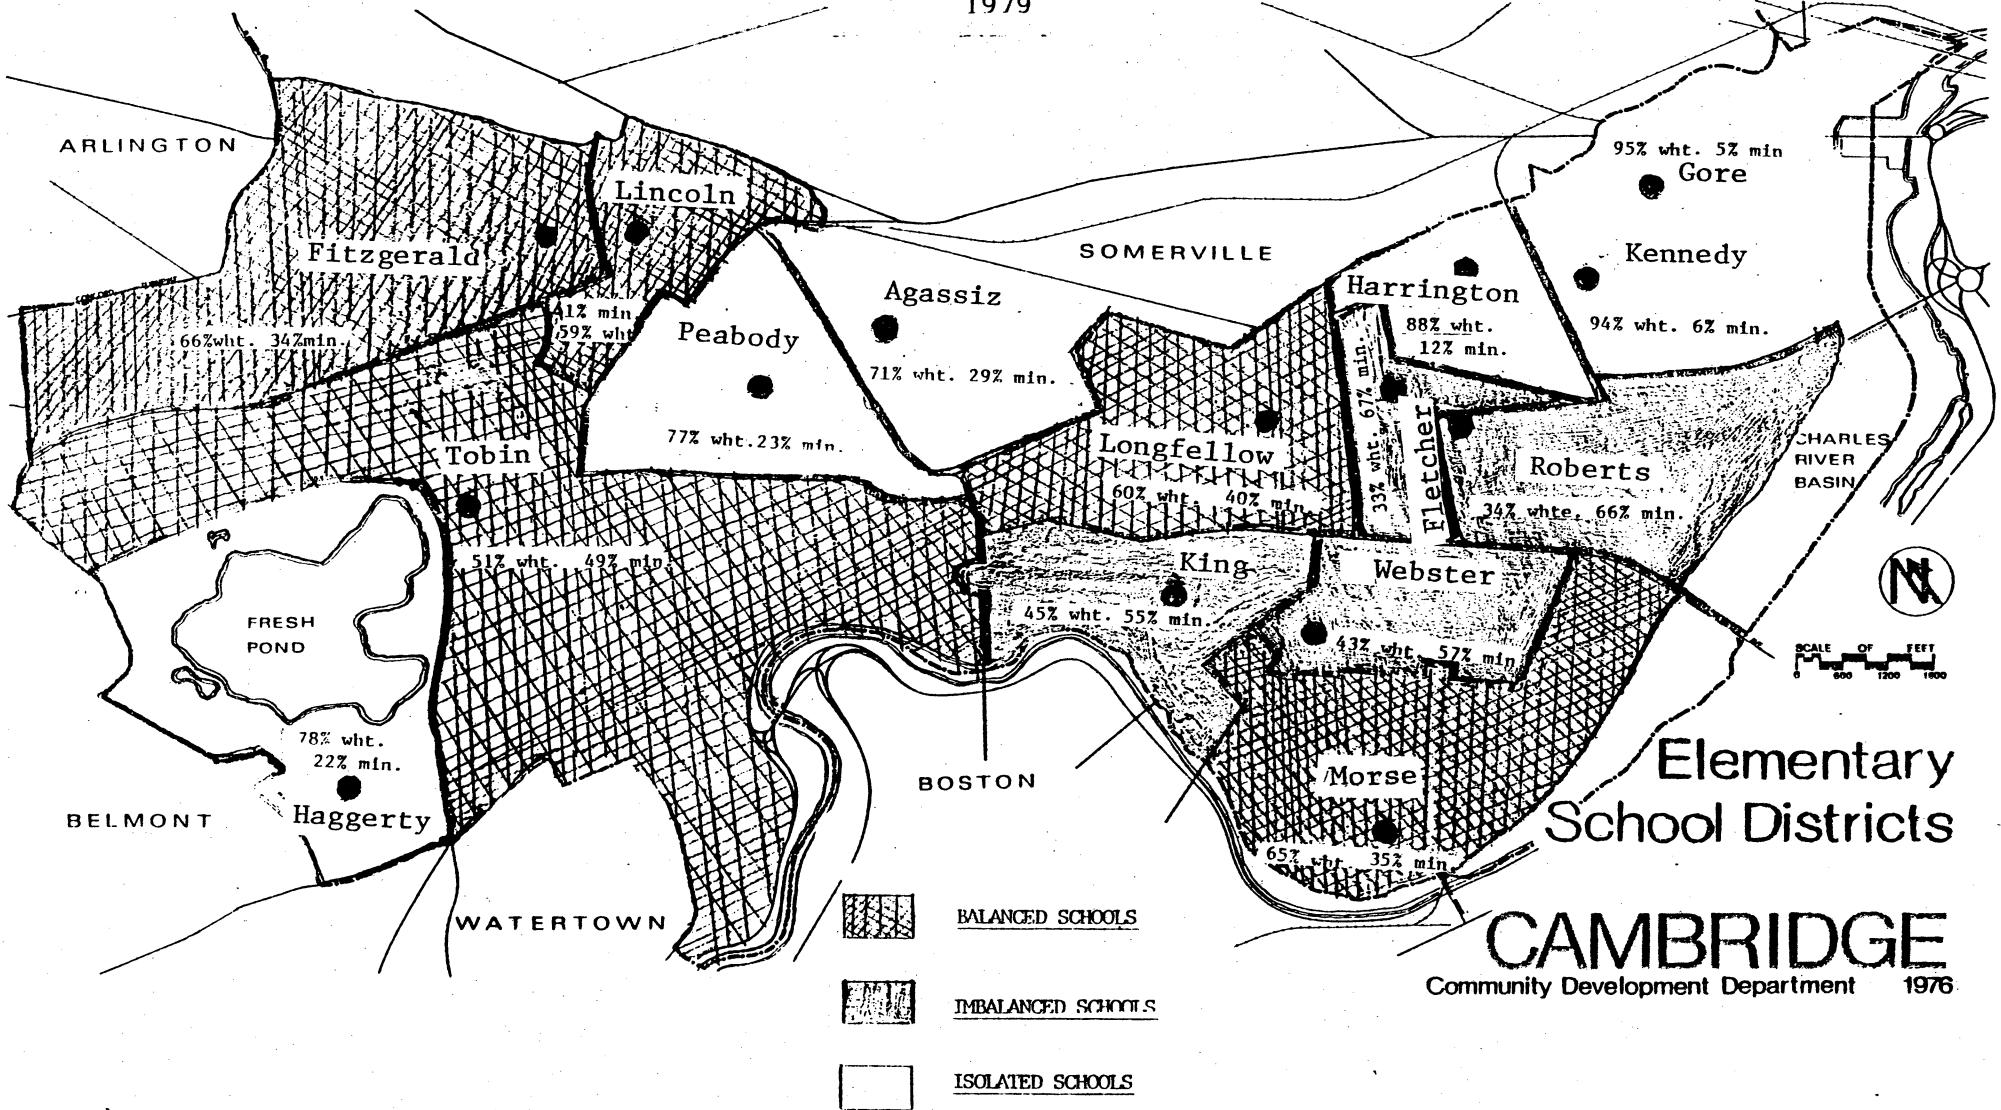 1979
ARLINGTON
Lincoln
Fitzgerald
41% min.
59% wht
66%wht. 34%min.
Peabody
77% wht.23% min.
Agassiz
71% wht. 29% min.
SOMERVILLE
95% wht. 5% min
Gore
Kennedy
94% wht. 6% min.
Harrington
88% wht.
12% min.
Tobin
51% wht. 49% min.
Longfellow
60% wht. 40% min.
33% wht. 67% min.
Fletcher
Roberts
34% whte. 66% min.
CHARLES
RIVER
BASIN
King
45% wht. 55% min.
Webster
43% wht 57% min
FRESH
POND
78% wht.
22% min.
Haggerty
BELMONT
WATERTOWN
BOSTON
Morse
65% wht 35% min
SCALE OF FEET
0 600 1200 1800
Elementary
School Districts
CAMBRIDGE
Community Development Department 1976
BALANCED SCHOOLS
IMBALANCED SCHOOLS
ISOLATED SCHOOLS